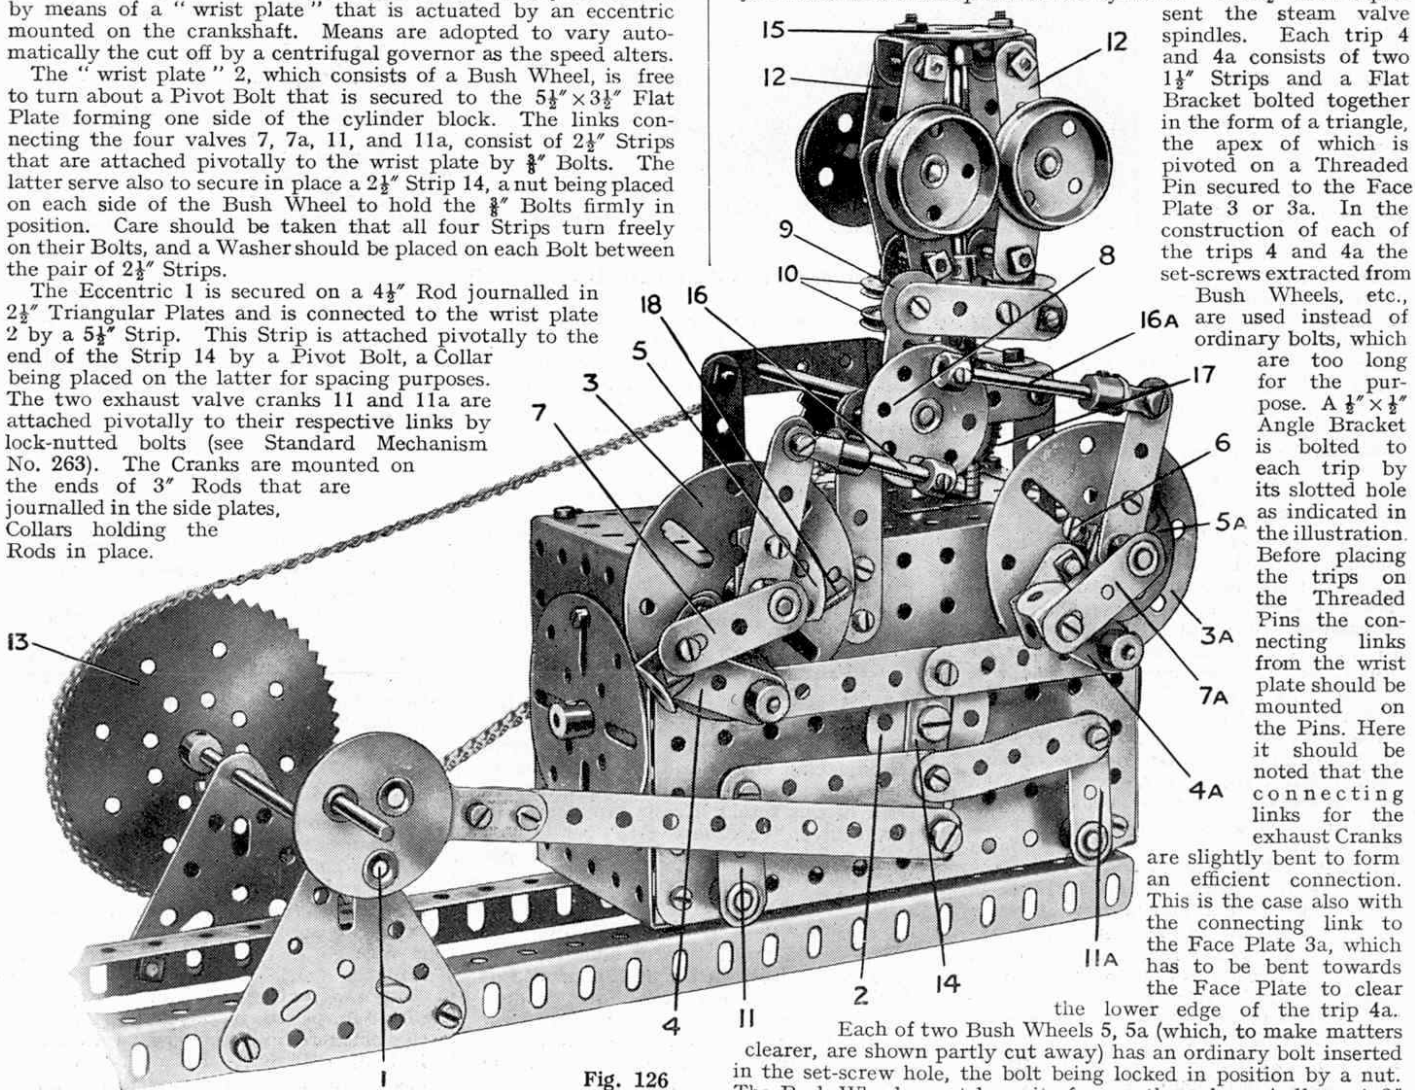 by means of a “ wrist plate ” that is actuated by an eccentric
mounted on the crankshaft. Means are adopted to vary auto-
matically the cut off by a centrifugal governor as the speed alters.
The “ wrist plate ” 2, which consists of a Bush Wheel, is free
to turn about a Pivot Bolt that is secured to the 5½″ × 3½″ Flat
Plate forming one side of the cylinder block. The links con-
necting the four valves 7, 7a, 11, and 11a, consist of 2½″ Strips
that are attached pivotally to the wrist plate by ⅜″ Bolts. The
latter serve also to secure in place a 2½″ Strip 14, a nut being placed
on each side of the Bush Wheel to hold the ⅜″ Bolts firmly in
position. Care should be taken that all four Strips turn freely
on their Bolts, and a Washer should be placed on each Bolt between
the pair of 2½″ Strips.
The Eccentric 1 is secured on a 4½″ Rod journalled in
2½″ Triangular Plates and is connected to the wrist plate
2 by a 5½″ Strip. This Strip is attached pivotally to the
end of the Strip 14 by a Pivot Bolt, a Collar
being placed on the latter for spacing purposes.
The two exhaust valve cranks 11 and 11a are
attached pivotally to their respective links by
lock-nutted bolts (see Standard Mechanism
No. 263). The Cranks are mounted on
the ends of 3″ Rods that are
journalled in the side plates,
Collars holding the
Rods in place.
15
12
12
9
10
8
18
16
16A
5
17
3
7
6
5A
13
3A
7A
4A
11A
14
2
11
4
1
Fig. 126
sent the steam valve
spindles. Each trip 4
and 4a consists of two
1½″ Strips and a Flat
Bracket bolted together
in the form of a triangle,
the apex of which is
pivoted on a Threaded
Pin secured to the Face
Plate 3 or 3a. In the
construction of each of
the trips 4 and 4a the
set-screws extracted from
Bush Wheels, etc.,
are used instead of
ordinary bolts, which
are too long
for the pur-
pose. A ½″ × ½″
Angle Bracket
is bolted to
each trip by
its slotted hole
as indicated in
the illustration.
Before placing
the trips on
the Threaded
Pins the con-
necting links
from the wrist
plate should be
mounted on
the Pins. Here
it should be
noted that the
connecting
links for the
exhaust Cranks
are slightly bent to form
an efficient connection.
This is the case also with
the connecting link to
the Face Plate 3a, which
has to be bent towards
the Face Plate to clear
the lower edge of the trip 4a.
Each of two Bush Wheels 5, 5a (which, to make matters
clearer, are shown partly cut away) has an ordinary bolt inserted
in the set-screw hole, the bolt being locked in position by a nut.